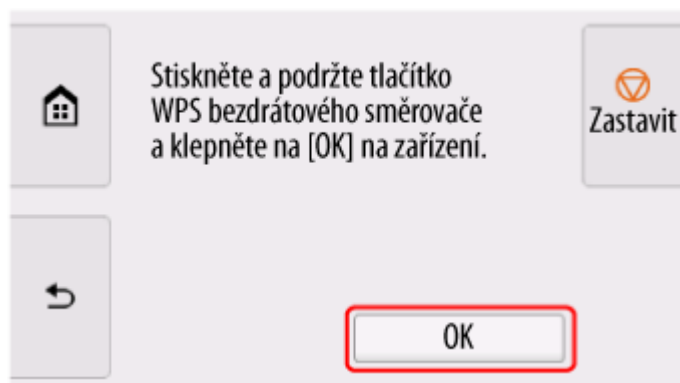 Stiskněte a podržte tlačítko
WPS bezdrátového směrovače
a klepněte na [OK] na zařízení.
Zastavit
OK